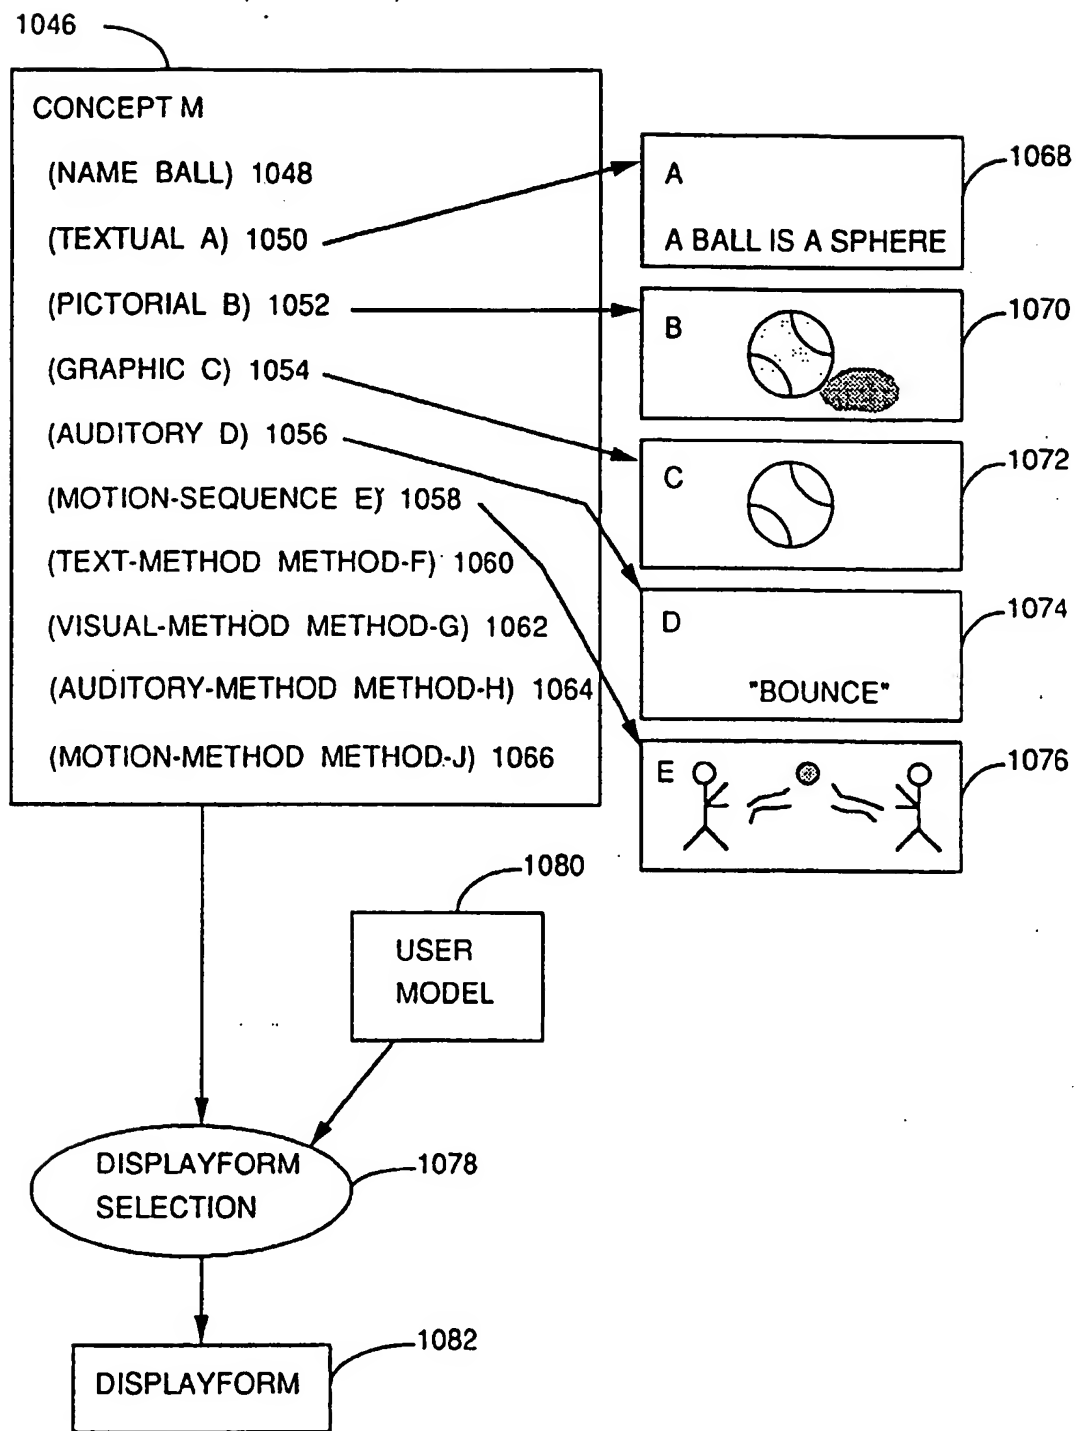 1046
CONCEPT M
(NAME BALL) 1048
(TEXTUAL A) 1050
(PICTORIAL B) 1052
(GRAPHIC C) 1054
(AUDITORY D) 1056
(MOTION-SEQUENCE E) 1058
(TEXT-METHOD METHOD-F) 1060
(VISUAL-METHOD METHOD-G) 1062
(AUDITORY-METHOD METHOD-H) 1064
(MOTION-METHOD METHOD-J) 1066
A
A BALL IS A SPHERE
1068
B
1070
C
1072
D
"BOUNCE"
1074
E
1076
1080
USER
MODEL
DISPLAYFORM
SELECTION
1078
1082
DISPLAYFORM